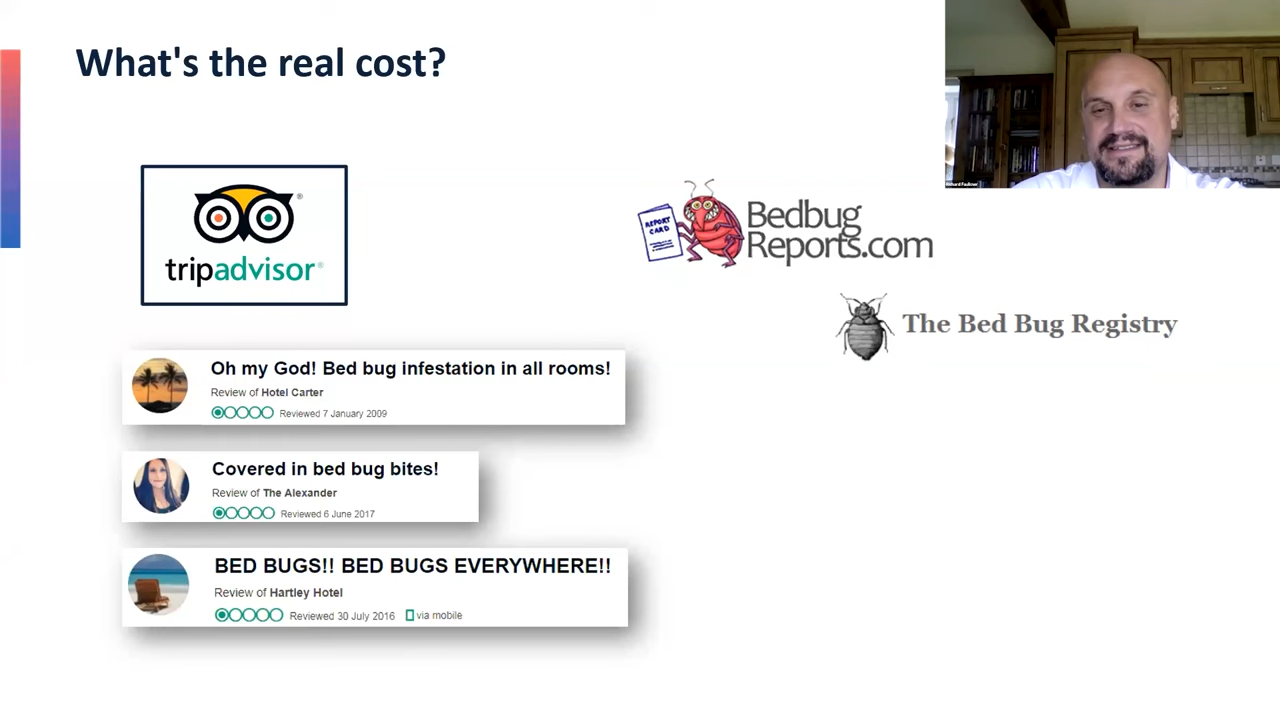 What's the real cost?
tripadvisor®
REPORT
CARD
Bedbug
Reports.com
The Bed Bug Registry
Oh my God! Bed bug infestation in all rooms!
Review of Hotel Carter
Reviewed 7 January 2009
Covered in bed bug bites!
Review of The Alexander
Reviewed 6 June 2017
BED BUGS!! BED BUGS EVERYWHERE!!
Review of Hartley Hotel
Reviewed 30 July 2016 via mobile
Richard Faulkner